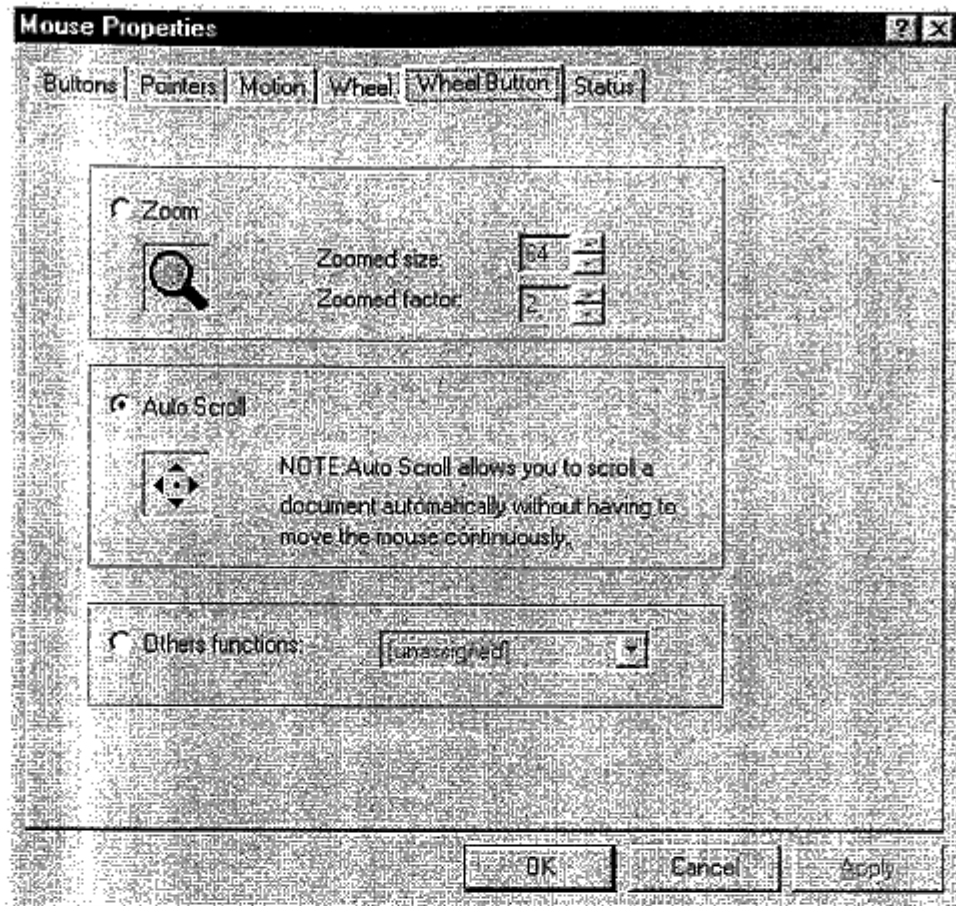 Mouse Properties
Buttons Pointers Motion Wheel Wheel Button Status
Zoom
Zoomed size: 64
Zoomed factor: 2
Auto Scroll
NOTE:Auto Scroll allows you to scroll a
document automatically without having to
move the mouse continuously.
Others functions: [unassigned]
OK Cancel Apply